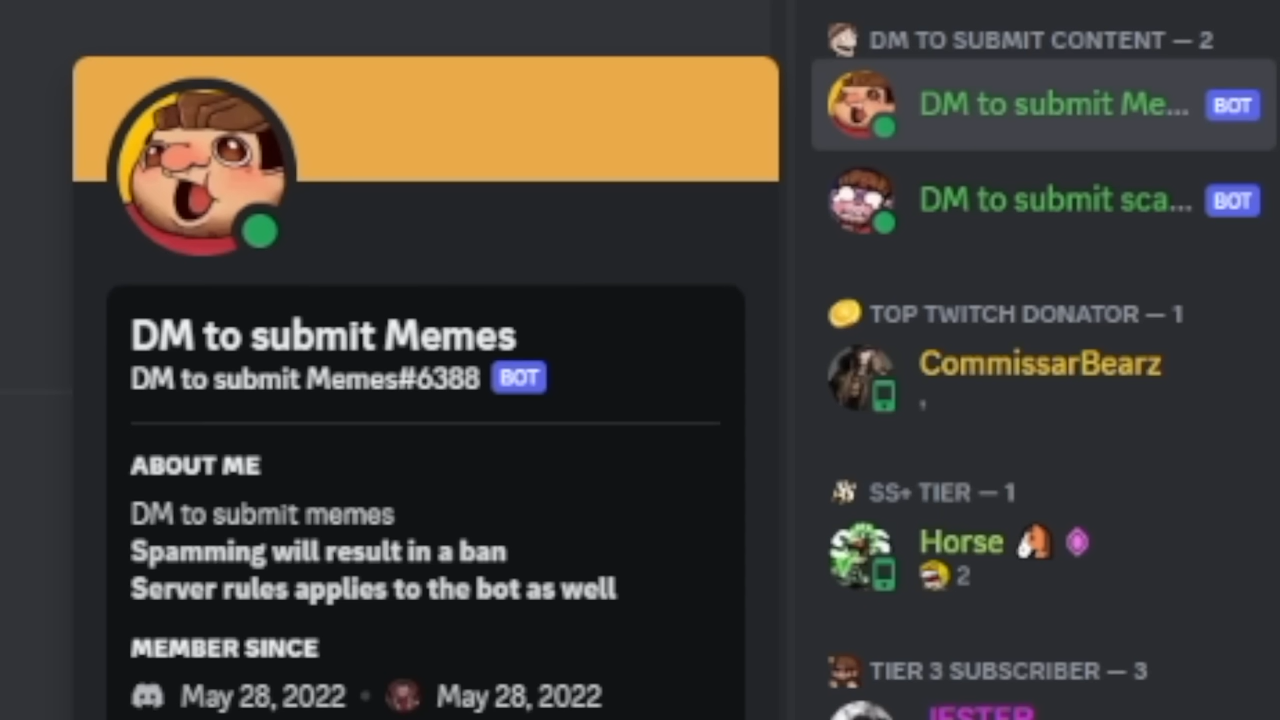 DM to submit Memes
DM to submit Memes#6388 BOT
ABOUT ME
DM to submit memes
Spamming will result in a ban
Server rules applies to the bot as well
MEMBER SINCE
May 28, 2022 • May 28, 2022
DM TO SUBMIT CONTENT — 2
DM to submit Me... BOT
DM to submit sca... BOT
TOP TWITCH DONATOR — 1
CommissarBearz
,
SS+ TIER — 1
Horse
2
TIER 3 SUBSCRIBER — 3
JESTER